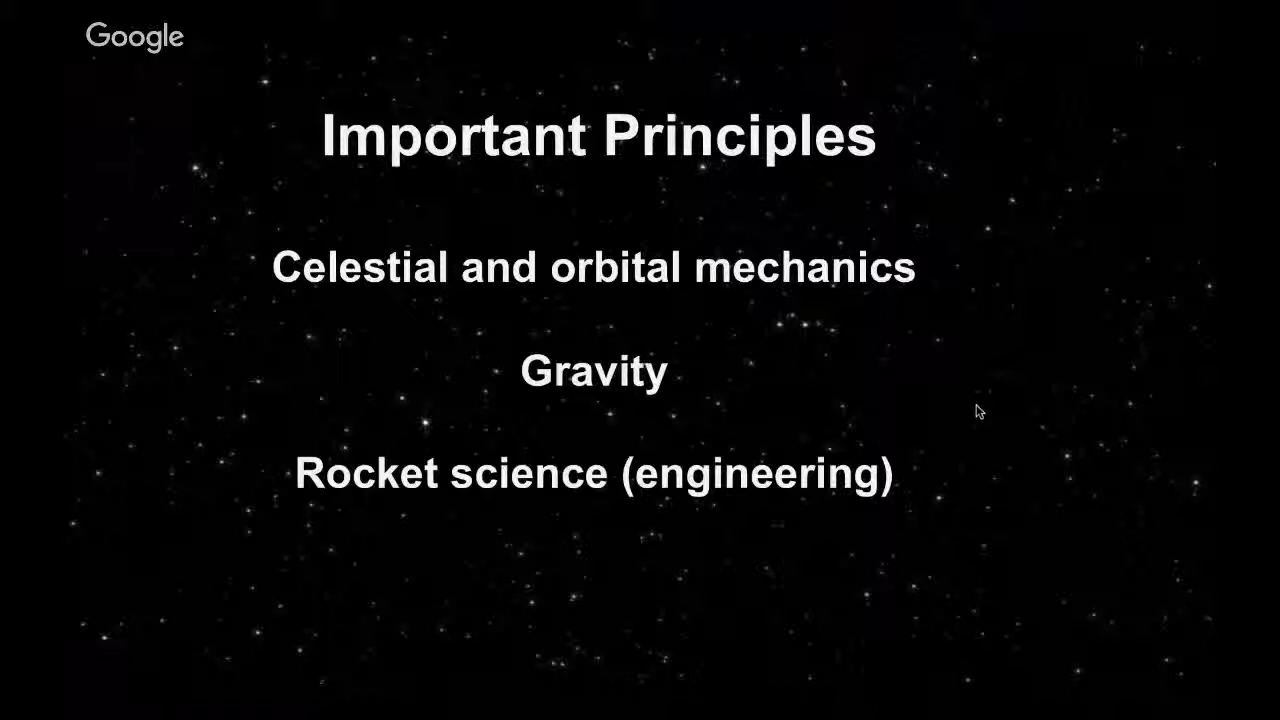 Google
Important Principles
Celestial and orbital mechanics
Gravity
Rocket science (engineering)